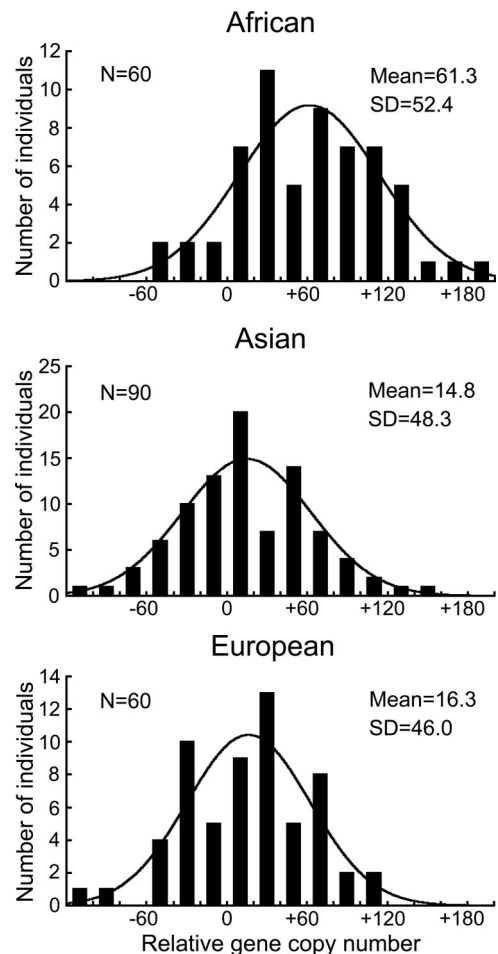 African
N=60
Mean=61.3
SD=52.4
Number of individuals
12
10
8
6
4
2
0
-60 0 +60 +120 +180
Asian
N=90
Mean=14.8
SD=48.3
Number of individuals
25
20
15
10
5
0
-60 0 +60 +120 +180
European
N=60
Mean=16.3
SD=46.0
Number of individuals
14
12
10
8
6
4
2
0
-60 0 +60 +120 +180
Relative gene copy number